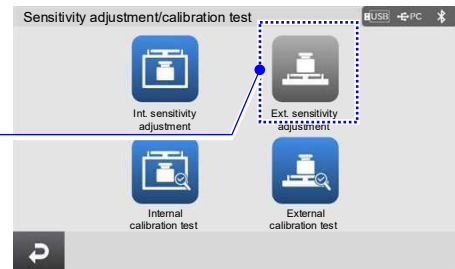 Sensitivity adjustment/calibration test
USB PC
Int. sensitivity
adjustment
Ext. sensitivity
adjustment
Internal
calibration test
External
calibration test